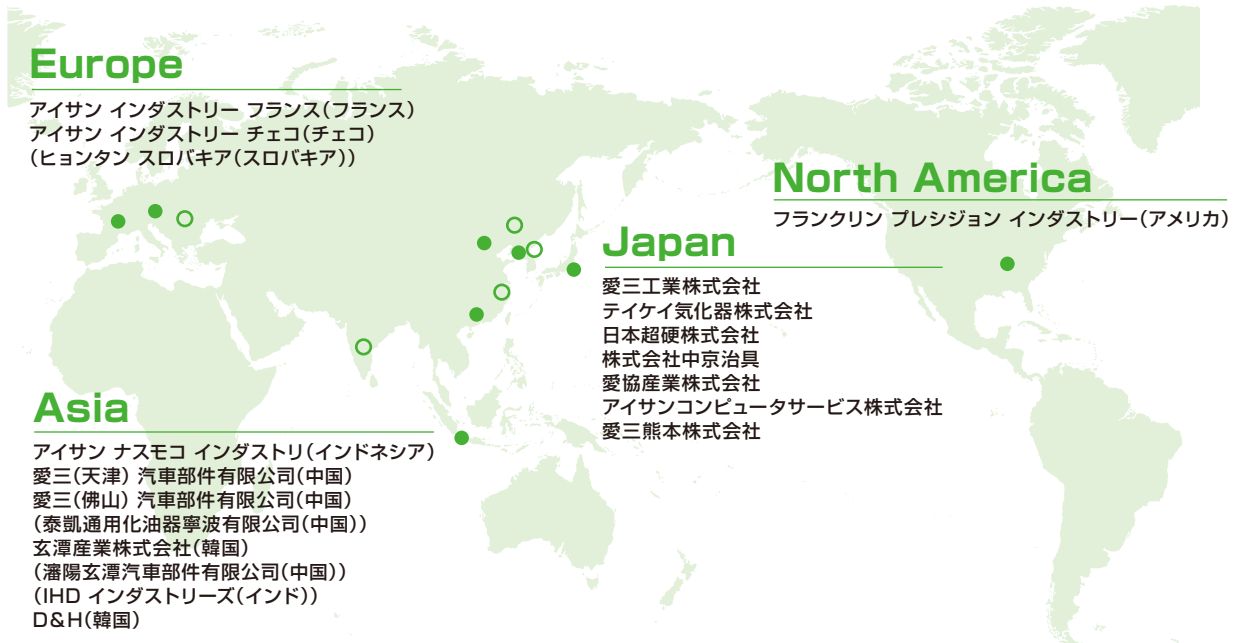 Europe
アイサン インダストリー フランス(フランス)
アイサン インダストリー チェコ(チェコ)
(ヒョンタン スロバキア(スロバキア))
North America
フランクリン プレシジョン インダストリー(アメリカ)
Japan
愛三工業株式会社
テイケイ気化器株式会社
日本超硬株式会社
株式会社中京治具
愛協産業株式会社
アイサンコンピュータサービス株式会社
愛三熊本株式会社
Asia
アイサン ナスモコ インダストリ(インドネシア)
愛三(天津) 汽車部件有限公司(中国)
愛三(佛山) 汽車部件有限公司(中国)
(泰凱通用化油器寧波有限公司(中国))
玄潭産業株式会社(韓国)
(瀋陽玄潭汽車部件有限公司(中国))
(IHD インダストリーズ(インド))
D&H(韓国)